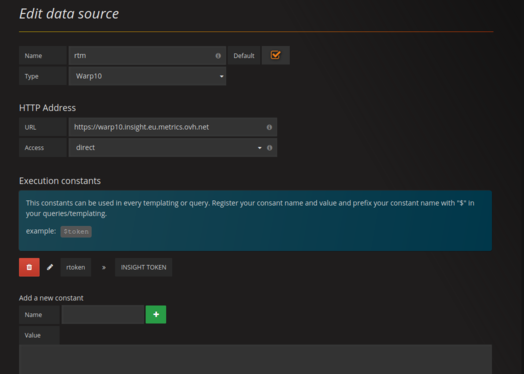 Edit data source
Name rtm Default
Type Warp10
HTTP Address
URL https://warp10.insight.eu.metrics.ovh.net
Access direct
Execution constants
This constants can be used in every templating or query. Register your consant name and value and prefix your constant name with "$" in
your queries/templating.
example: $token
rtoken » INSIGHT TOKEN
Add a new constant
Name
Value